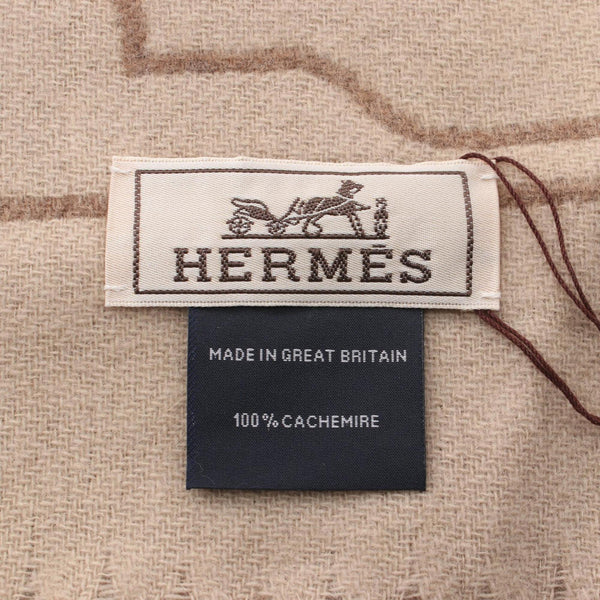 HERMÈS
MADE IN GREAT BRITAIN
100% CACHEMIRE